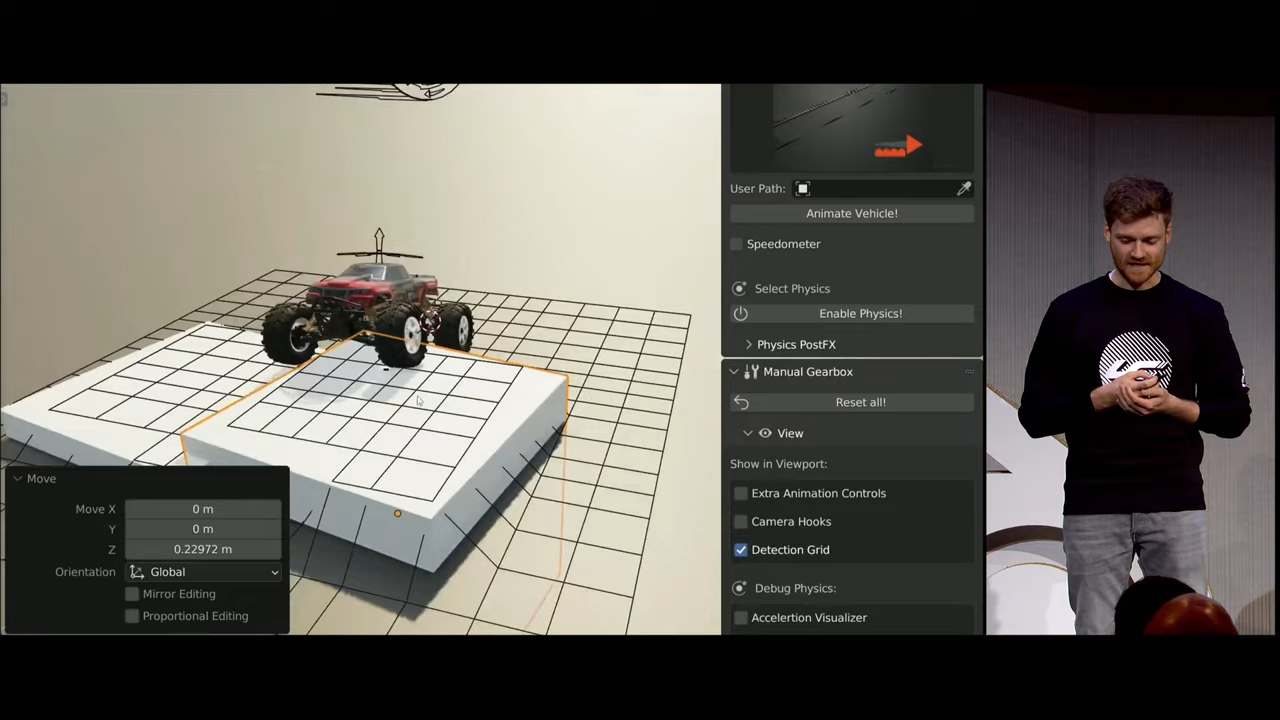 User Path:
Animate Vehicle!
Speedometer
Select Physics
Enable Physics!
Physics PostFX
Manual Gearbox
Reset all!
View
Show in Viewport:
Extra Animation Controls
Camera Hooks
Detection Grid
Debug Physics:
Accelertion Visualizer
Move
Move X 0 m
Y 0 m
Z 0.22972 m
Orientation Global
Mirror Editing
Proportional Editing